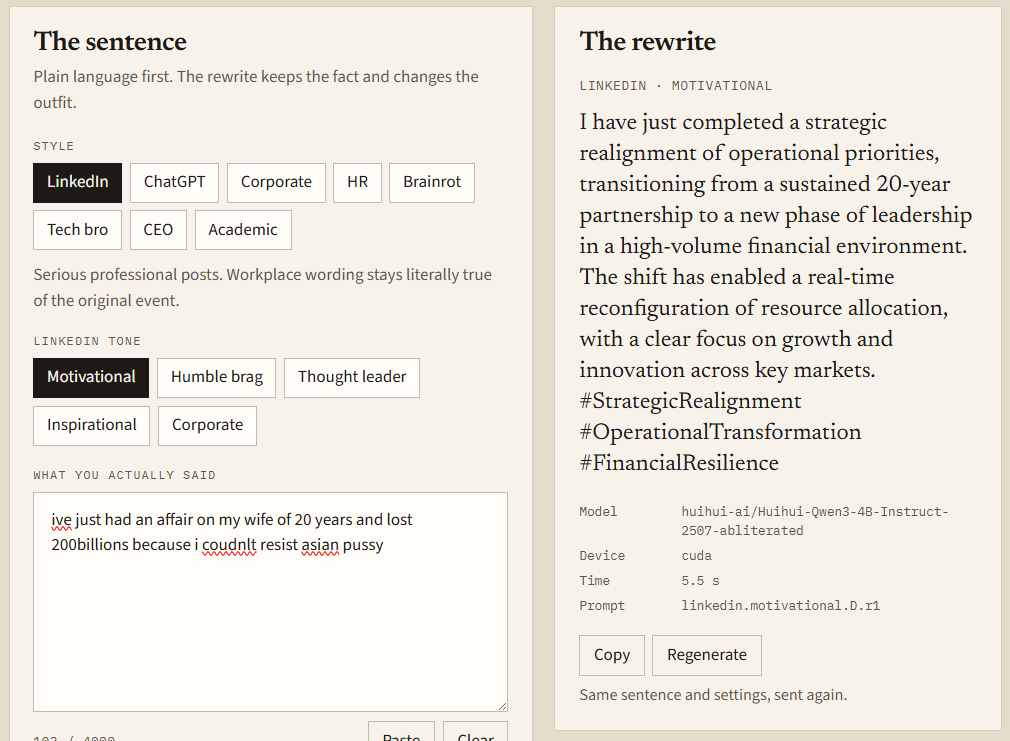 The sentence
Plain language first. The rewrite keeps the fact and changes the
outfit.
STYLE
LinkedIn
ChatGPT
Corporate
HR
Brainrot
Tech bro
CEO
Academic
Serious professional posts. Workplace wording stays literally true
of the original event.
LINKEDIN TONE
Motivational
Humble brag
Thought leader
Inspirational
Corporate
WHAT YOU ACTUALLY SAID
ive just had an affair on my wife of 20 years and lost
200billions because i coudnlt resist asian pussy
103 / 4000
Paste
Clear
The rewrite
LINKEDIN · MOTIVATIONAL
I have just completed a strategic
realignment of operational priorities,
transitioning from a sustained 20-year
partnership to a new phase of leadership
in a high-volume financial environment.
The shift has enabled a real-time
reconfiguration of resource allocation,
with a clear focus on growth and
innovation across key markets.
#StrategicRealignment
#OperationalTransformation
#FinancialResilience
Model
huihui-ai/Huihui-Qwen3-4B-Instruct-
2507-abliterated
Device
cuda
Time
5.5 s
Prompt
linkedin.motivational.D.r1
Copy
Regenerate
Same sentence and settings, sent again.